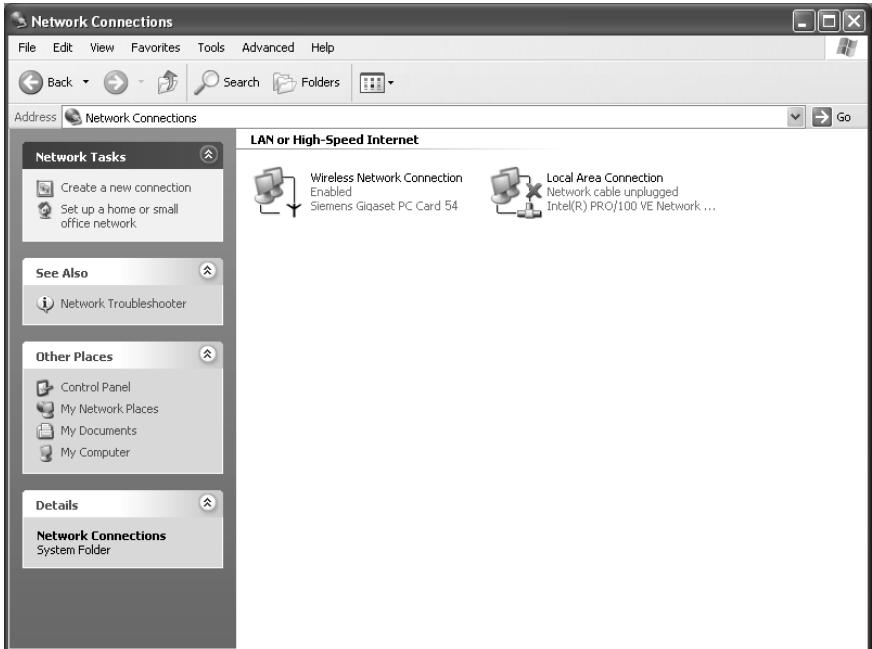 Network Connections
File Edit View Favorites Tools Advanced Help
Back Search Folders
Address Network Connections Go
Network Tasks
Create a new connection
Set up a home or small
office network
See Also
Network Troubleshooter
Other Places
Control Panel
My Network Places
My Documents
My Computer
Details
Network Connections
System Folder
LAN or High-Speed Internet
Wireless Network Connection
Enabled
Siemens Gigaset PC Card 54
Local Area Connection
Network cable unplugged
Intel(R) PRO/100 VE Network ...